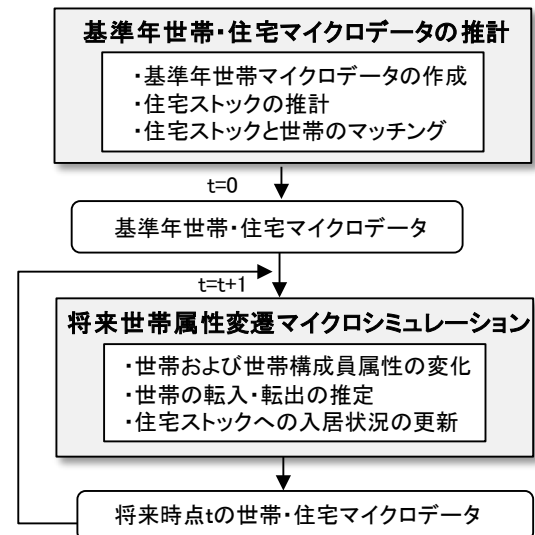 基準年世帯・住宅マイクロデータの推計
・基準年世帯マイクロデータの作成
・住宅ストックの推計
・住宅ストックと世帯のマッチング
t=0
基準年世帯・住宅マイクロデータ
t=t+1
将来世帯属性変遷マイクロシミュレーション
・世帯および世帯構成員属性の変化
・世帯の転入・転出の推定
・住宅ストックへの入居状況の更新
将来時点tの世帯・住宅マイクロデータ